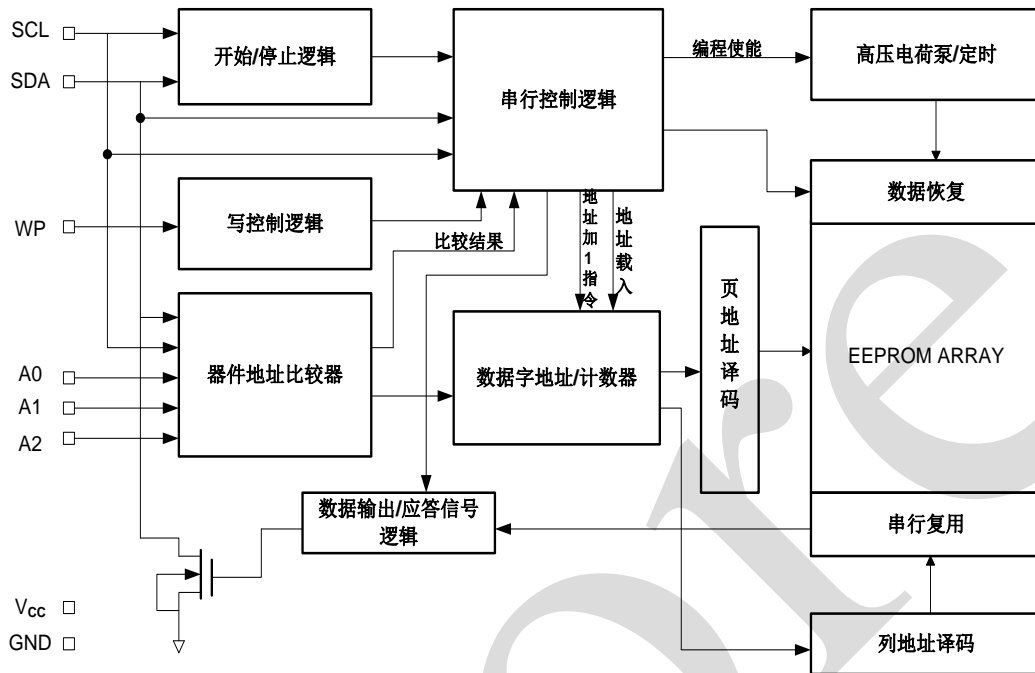 SCL
SDA
WP
A0
A1
A2
Vcc
GND
开始/停止逻辑
写控制逻辑
器件地址比较器
串行控制逻辑
编程使能
高压电荷泵/定时
数据恢复
比较结果
地址加1指令
地址载入
数据字地址/计数器
页地址译码
EEPROM ARRAY
数据输出/应答信号
逻辑
串行复用
列地址译码